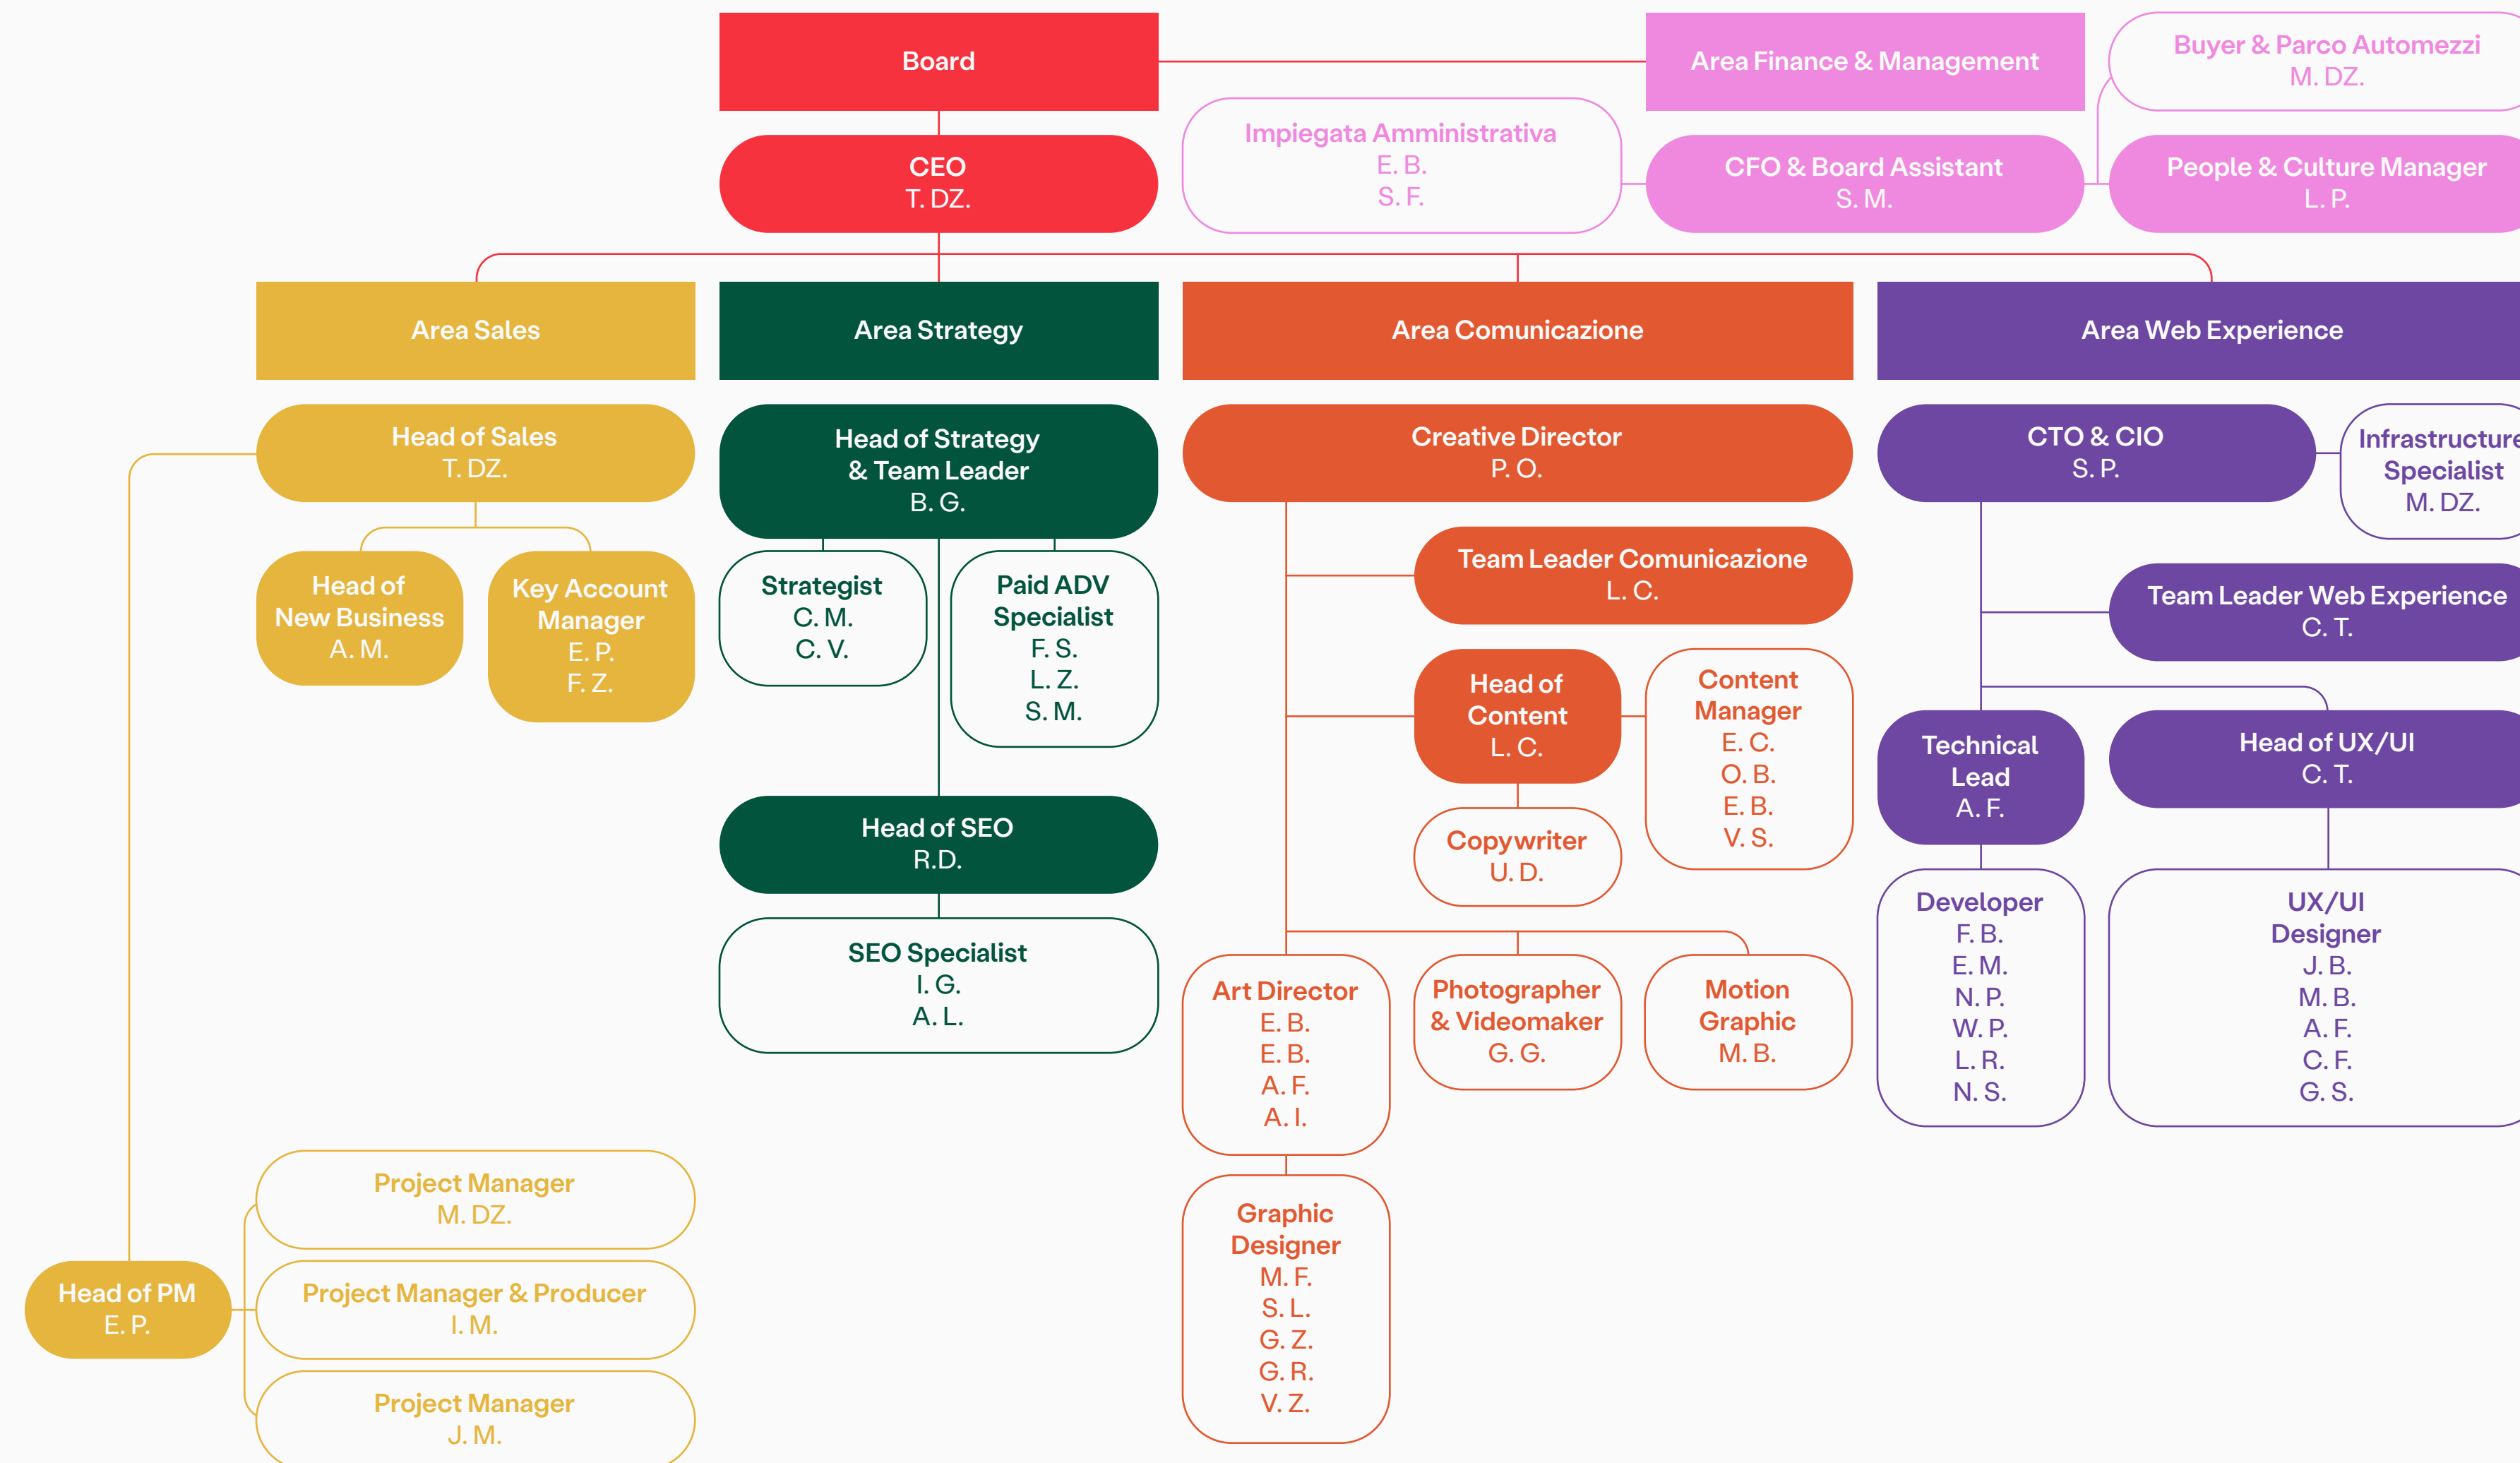 Board
Area Finance & Management
Buyer & Parco Automezzi
M. DZ.
Impiegata Amministrativa
E. B.
S. F.
CEO
T. DZ.
CFO & Board Assistant
S. M.
People & Culture Manager
L. P.
Area Sales
Area Strategy
Area Comunicazione
Area Web Experience
Head of Sales
T. DZ.
Head of
New Business
A. M.
Key Account
Manager
E. P.
F. Z.
Head of Strategy
& Team Leader
B. G.
Strategist
C. M.
C. V.
Paid ADV
Specialist
F. S.
L. Z.
S. M.
Head of SEO
R.D.
SEO Specialist
I. G.
A. L.
Creative Director
P. O.
Team Leader Comunicazione
L. C.
Head of
Content
L. C.
Content
Manager
E. C.
O. B.
E. B.
V. S.
Copywriter
U. D.
Art Director
E. B.
E. B.
A. F.
A. I.
Photographer
& Videomaker
G. G.
Motion
Graphic
M. B.
Graphic
Designer
M. F.
S. L.
G. Z.
G. R.
V. Z.
CTO & CIO
S. P.
Infrastructure
Specialist
M. DZ.
Team Leader Web Experience
C. T.
Technical
Lead
A. F.
Head of UX/UI
C. T.
Developer
F. B.
E. M.
N. P.
W. P.
L. R.
N. S.
UX/UI
Designer
J. B.
M. B.
A. F.
C. F.
G. S.
Head of PM
E. P.
Project Manager
M. DZ.
Project Manager & Producer
I. M.
Project Manager
J. M.